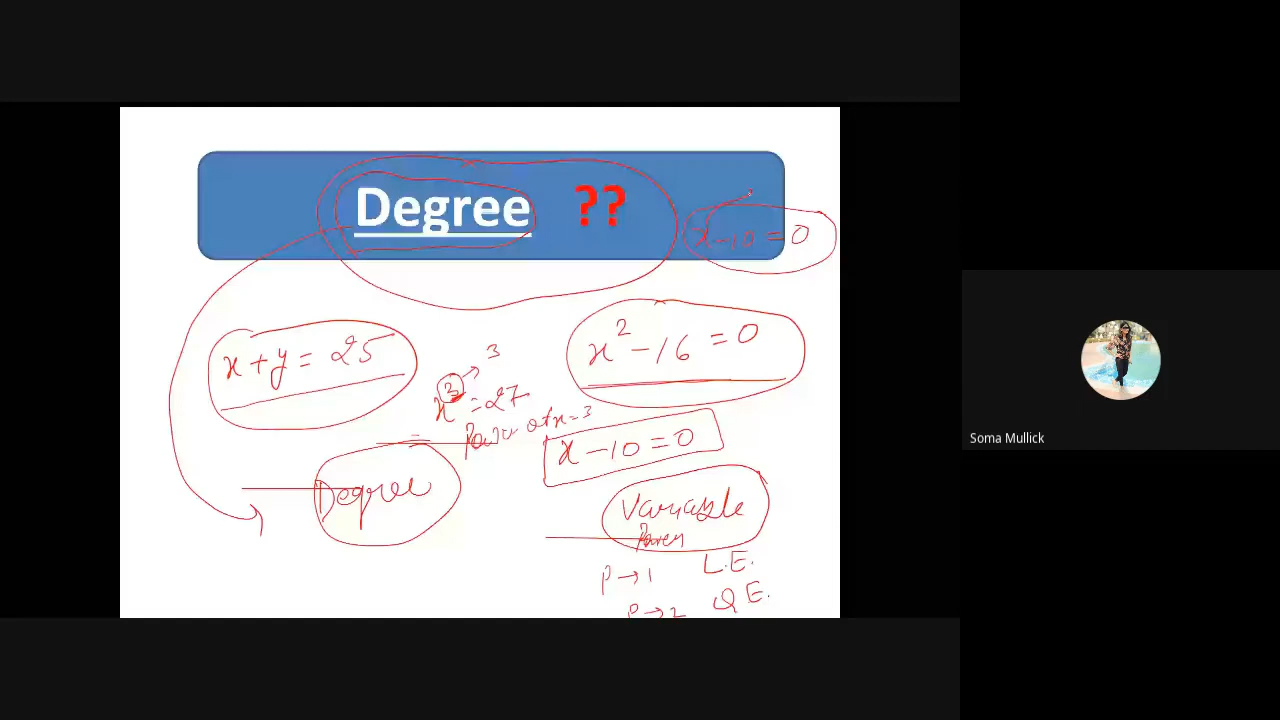 Degree ??
x-10=0
x+y=25
x²-16=0
3
x³=27
Power of x=3
x-10=0
Degree
Variable
Power
P→1 L.E.
P→2 Q E.
Soma Mullick